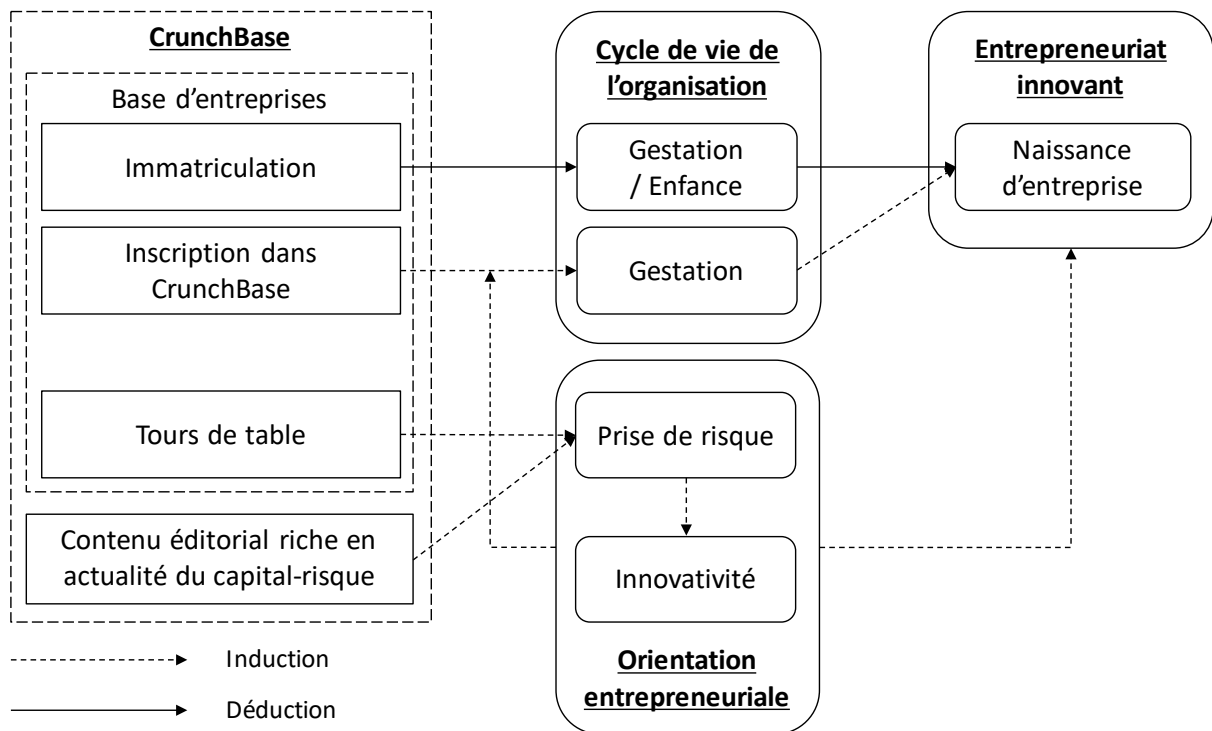 CrunchBase
Base d’entreprises
Immatriculation
Inscription dans
CrunchBase
Tours de table
Contenu éditorial riche en
actualité du capital-risque
Cycle de vie de
l’organisation
Gestation
/ Enfance
Gestation
Prise de risque
Innovativité
Orientation
entrepreneuriale
Entrepreneuriat
innovant
Naissance
d’entreprise
Induction
Déduction